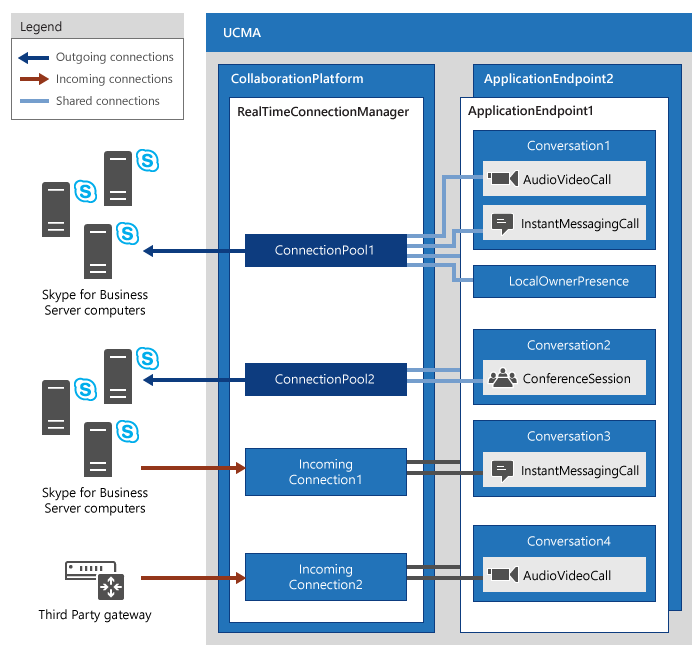 Legend
Outgoing connections
Incoming connections
Shared connections
UCMA
CollaborationPlatform
RealTimeConnectionManager
ApplicationEndpoint2
ApplicationEndpoint1
Conversation1
AudioVideoCall
InstantMessagingCall
ConnectionPool1
LocalOwnerPresence
Skype for Business
Server computers
Conversation2
ConnectionPool2
ConferenceSession
Conversation3
Incoming
Connection1
InstantMessagingCall
Skype for Business
Server computers
Conversation4
Incoming
Connection2
AudioVideoCall
Third Party gateway